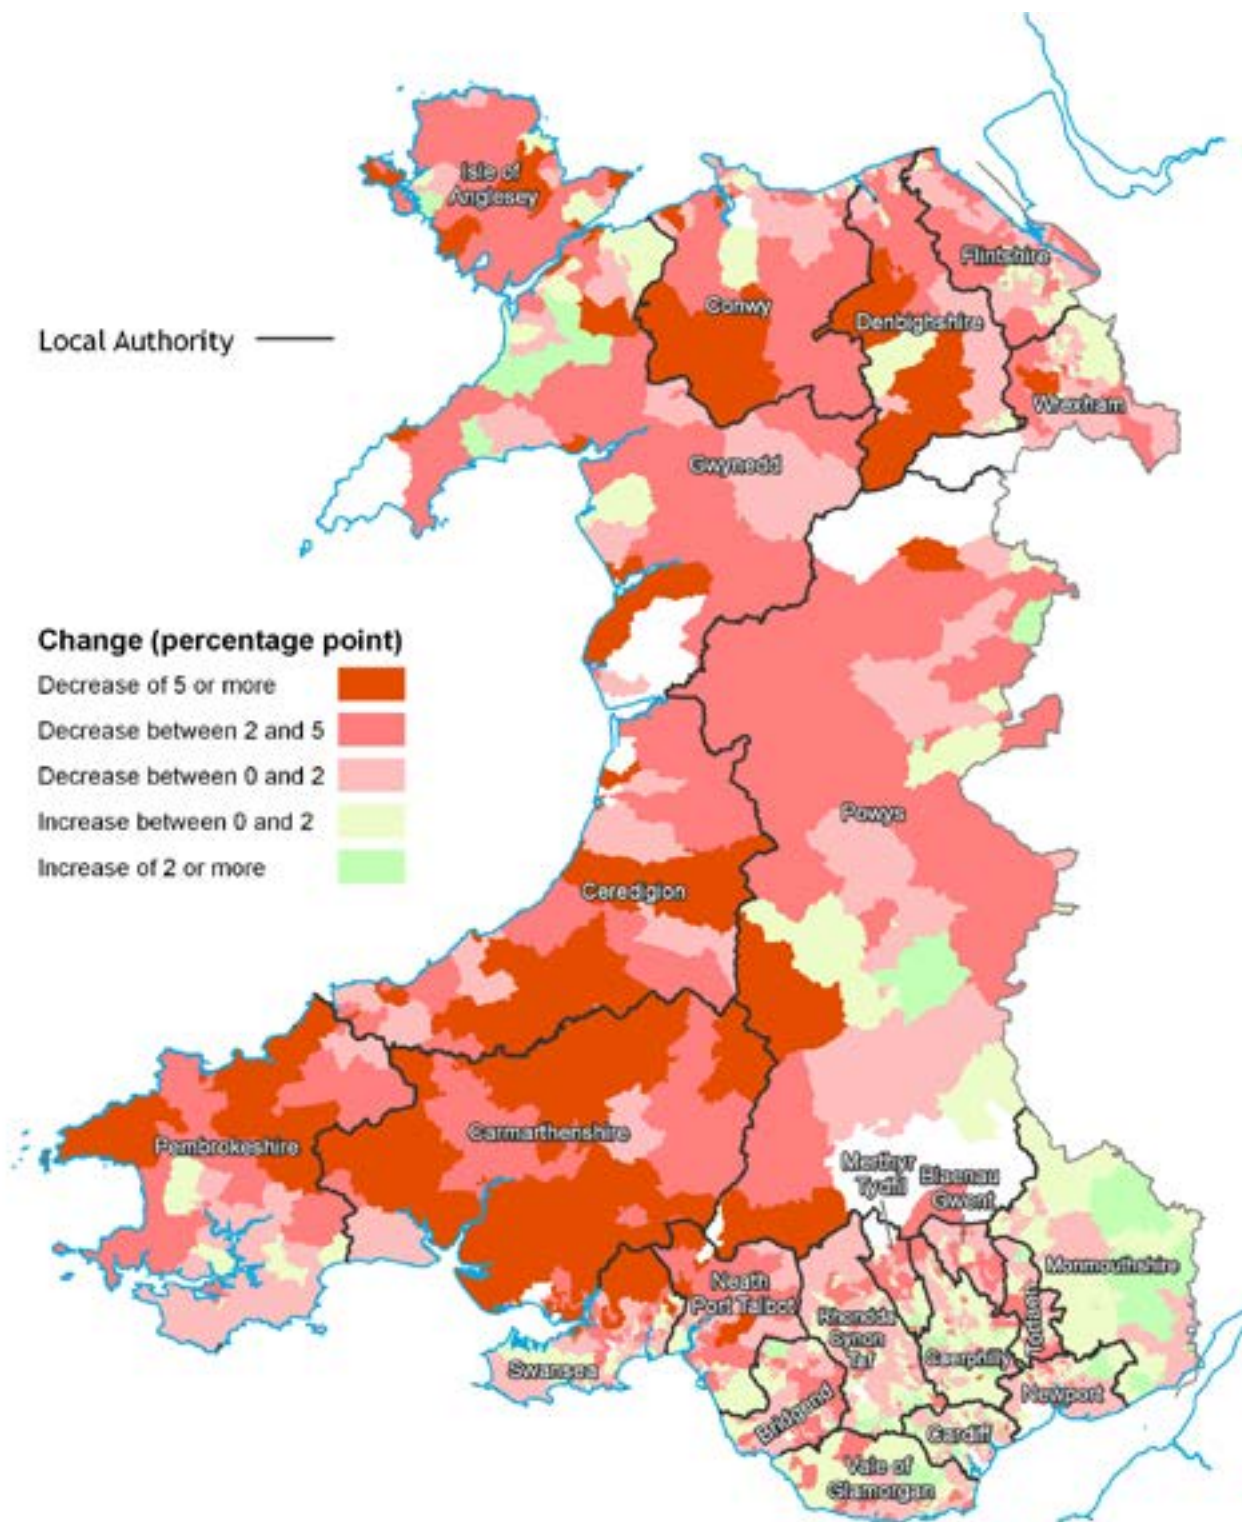 Isle of
Anglesey
Flintshire
Conwy
Denbighshire
Local Authority
Wrexham
Gwynedd
Change (percentage point)
Decrease of 5 or more
Decrease between 2 and 5
Decrease between 0 and 2
Increase between 0 and 2
Increase of 2 or more
Powys
Ceredigion
Pembrokeshire
Carmarthenshire
Merthyr
Tydfil
Blaenau
Gwent
Monmouthshire
Neath
Port Talbot
Torfaen
Rhondda
Cynon
Taf
Caerphilly
Swansea
Newport
Bridgend
Cardiff
Vale of
Glamorgan